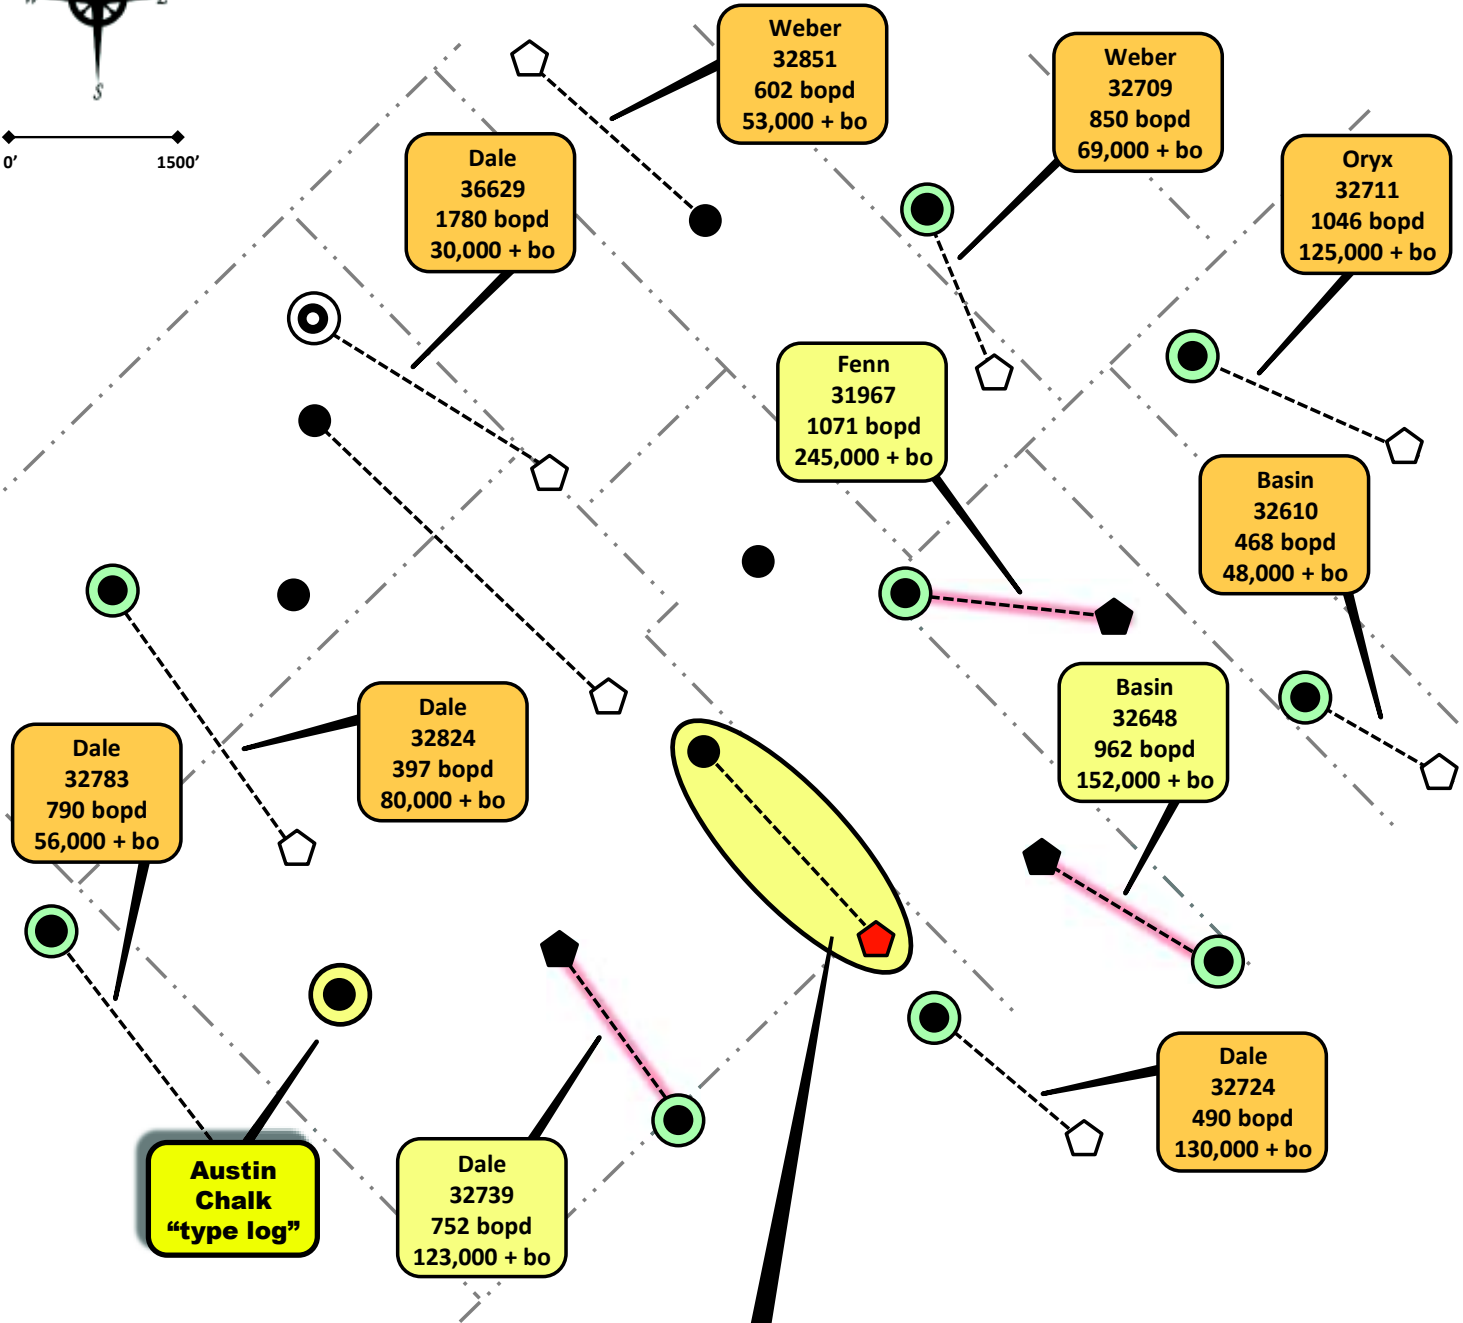 W
E
S
0’
1500’
Weber
32851
602 bopd
53,000 + bo
Weber
32709
850 bopd
69,000 + bo
Dale
36629
1780 bopd
30,000 + bo
Oryx
32711
1046 bopd
125,000 + bo
Fenn
31967
1071 bopd
245,000 + bo
Basin
32610
468 bopd
48,000 + bo
Basin
32648
962 bopd
152,000 + bo
Dale
32824
397 bopd
80,000 + bo
Dale
32783
790 bopd
56,000 + bo
Dale
32724
490 bopd
130,000 + bo
Austin
Chalk
“type log”
Dale
32739
752 bopd
123,000 + bo